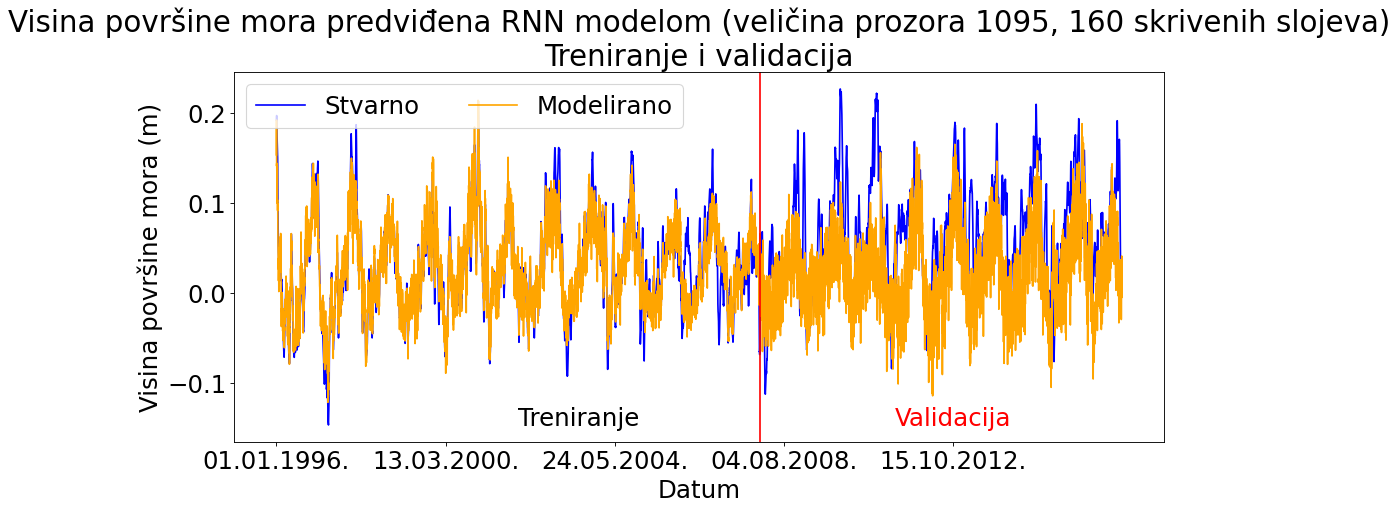 Visina površine mora predviđena RNN modelom (veličina prozora 1095, 160 skrivenih slojeva)
Treniranje i validacija
Stvarno Modelirano
Visina površine mora (m)
0.2
0.1
0.0
−0.1
Treniranje Validacija
01.01.1996. 13.03.2000. 24.05.2004. 04.08.2008. 15.10.2012.
Datum